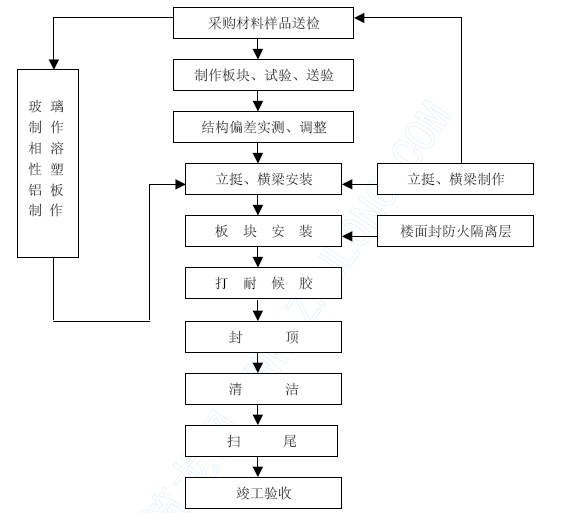 采购材料样品送检
制作板块、试验、送验
结构偏差实测、调整
玻璃
制作
相溶
性塑
铝板
制作
立挺、横梁安装
立挺、横梁制作
板块安装
楼面封防火隔离层
打耐候胶
封顶
清洁
扫尾
竣工验收